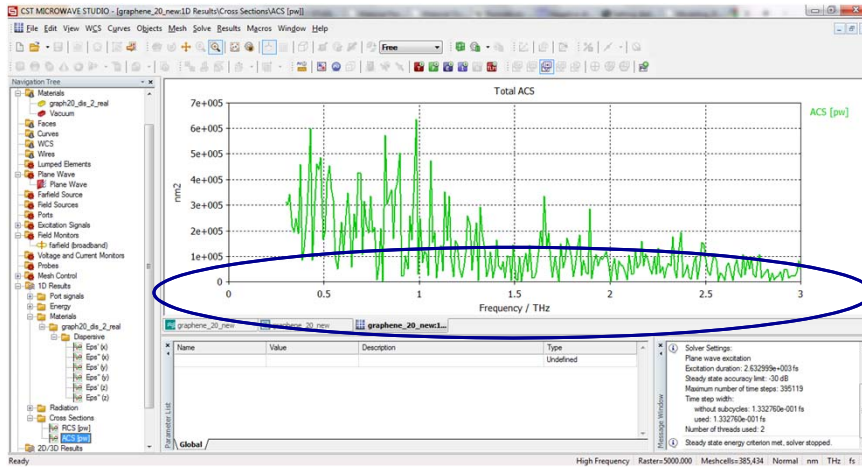 CST MICROWAVE STUDIO - [graphene_20_new:1D Results\Cross Sections\ACS [pw]]
File Edit View WCS Curves Objects Mesh Solve Results Macros Window Help
Free
Navigation Tree
Materials
graph20_dis_2_real
Vacuum
Faces
Curves
WCS
Wires
Lumped Elements
Plane Wave
Plane Wave
Farfield Source
Field Sources
Ports
Excitation Signals
Field Monitors
farfield (broadband)
Voltage and Current Monitors
Probes
Mesh Control
1D Results
Port signals
Energy
Materials
graph20_dis_2_real
Dispersive
Eps' (x)
Eps'' (x)
Eps' (y)
Eps'' (y)
Eps' (z)
Eps'' (z)
Radiation
Cross Sections
RCS [pw]
ACS [pw]
2D/3D Results
Total ACS
ACS [pw]
nm2
7e+005
6e+005
5e+005
4e+005
3e+005
2e+005
1e+005
0
0 0.5 1 1.5 2 2.5 3
Frequency / THz
graphene_20_new graphene_20_new graphene_20_new:1...
Parameter List
Name Value Description Type
Undefined
Global
Message Window
Solver Settings:
Plane wave excitation
Excitation duration: 2.632999e+003 fs
Steady state accuracy limit: -30 dB
Maximum number of time steps: 395119
Time step width:
without subcycles: 1.332760e-001 fs
used: 1.332760e-001 fs
Number of threads used: 2
Steady state energy criterion met, solver stopped.
Ready
High Frequency Raster=5000.000 Meshcells=385,434 Normal nm THz fs